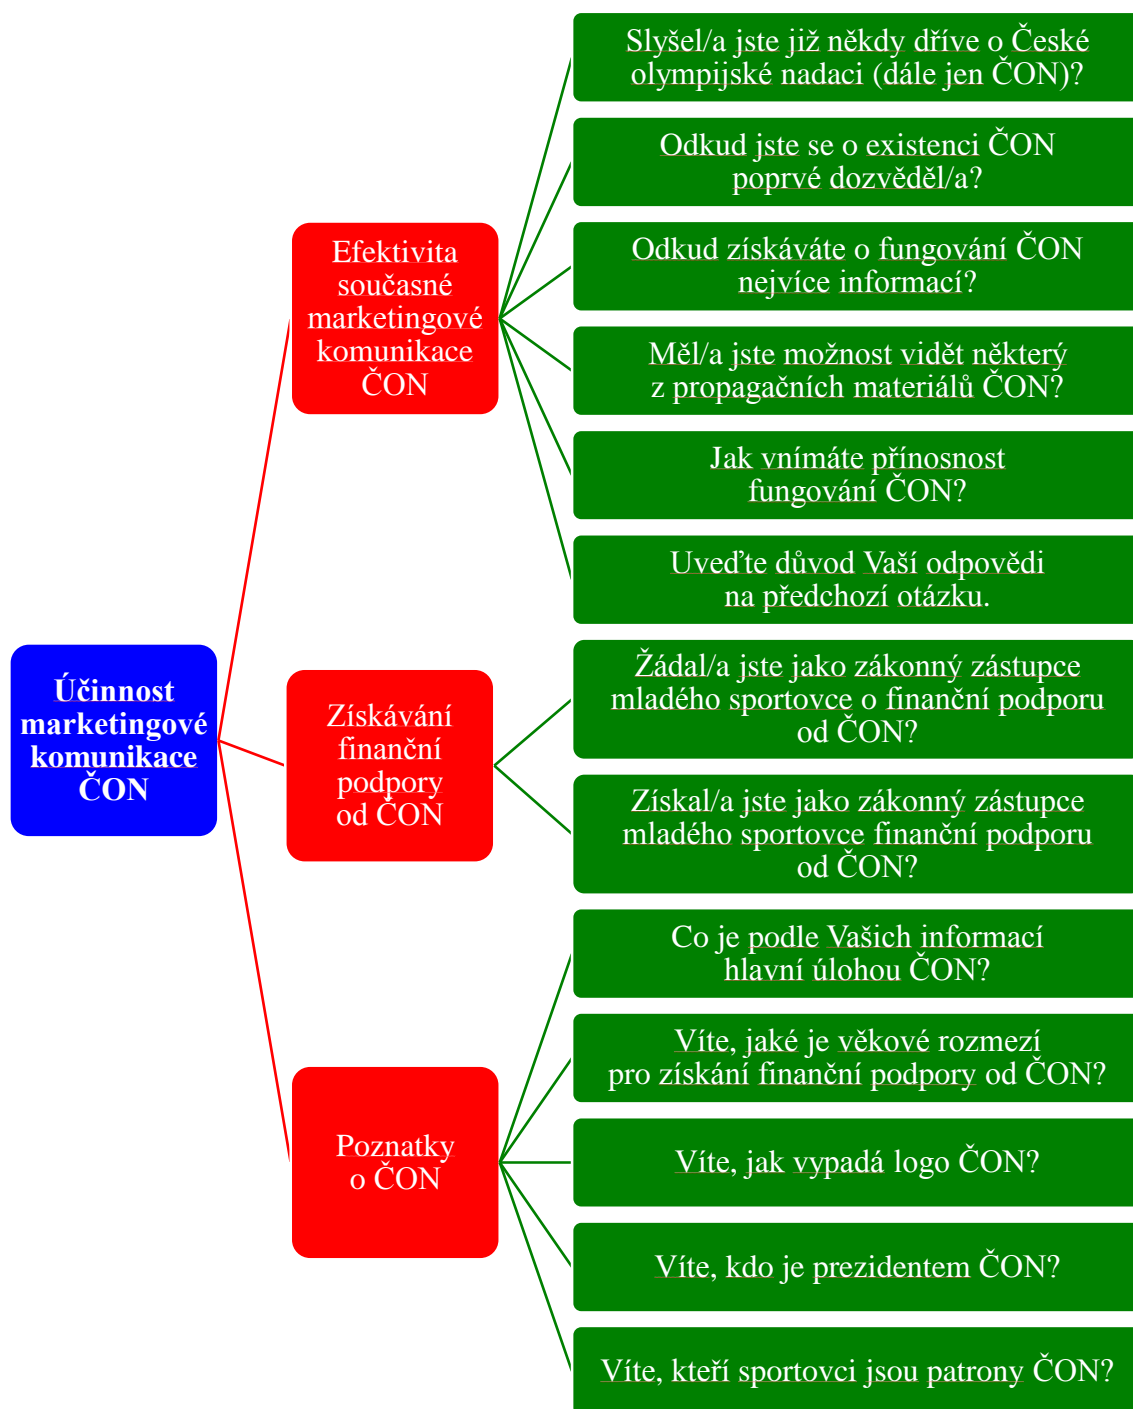 Účinnost
marketingové
komunikace
ČON
Efektivita
současné
marketingové
komunikace
ČON
Slyšel/a jste již někdy dříve o České
olympijské nadaci (dále jen ČON)?
Odkud jste se o existenci ČON
poprvé dozvěděl/a?
Odkud získáváte o fungování ČON
nejvíce informací?
Měl/a jste možnost vidět některý
z propagačních materiálů ČON?
Jak vnímáte přínosnost
fungování ČON?
Uveďte důvod Vaší odpovědi
na předchozí otázku.
Získávání
finanční
podpory
od ČON
Žádal/a jste jako zákonný zástupce
mladého sportovce o finanční podporu
od ČON?
Získal/a jste jako zákonný zástupce
mladého sportovce finanční podporu
od ČON?
Poznatky
o ČON
Co je podle Vašich informací
hlavní úlohou ČON?
Víte, jaké je věkové rozmezí
pro získání finanční podpory od ČON?
Víte, jak vypadá logo ČON?
Víte, kdo je prezidentem ČON?
Víte, kteří sportovci jsou patrony ČON?